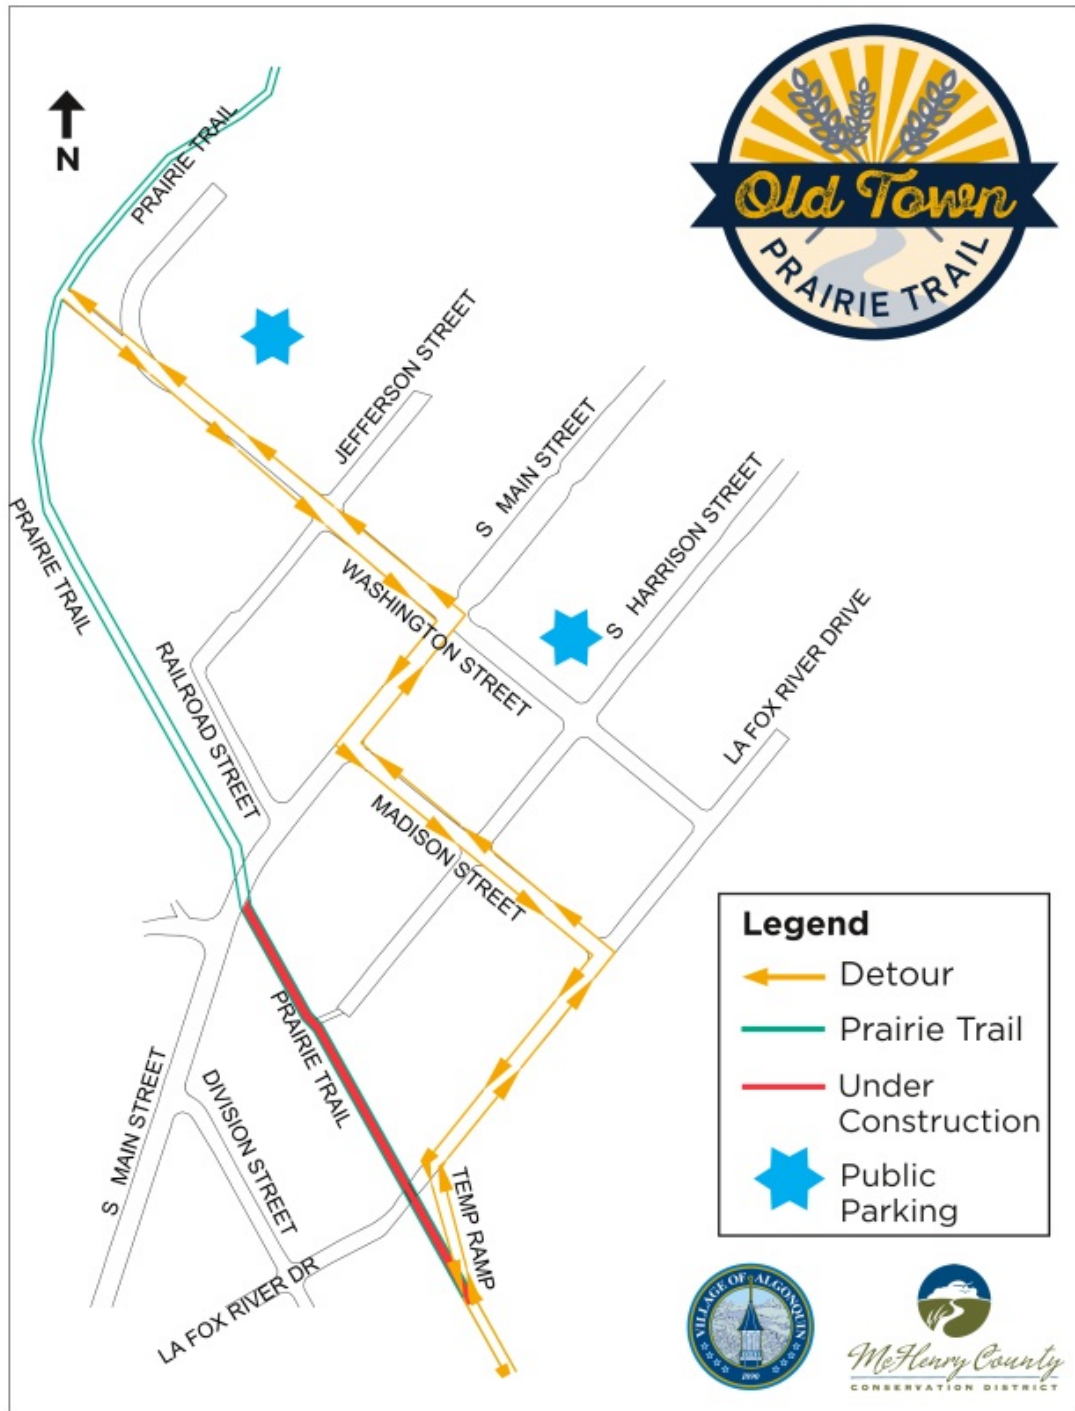 N
PRAIRIE TRAIL
Old Town
PRAIRIE TRAIL
JEFFERSON STREET
S MAIN STREET
S HARRISON STREET
PRAIRIE TRAIL
WASHINGTON STREET
LA FOX RIVER DRIVE
RAILROAD STREET
MADISON STREET
PRAIRIE TRAIL
S MAIN STREET
DIVISION STREET
TEMP RAMP
LA FOX RIVER DR
Legend
Detour
Prairie Trail
Under
Construction
Public
Parking
VILLAGE OF ALGONQUIN
1890
McHenry County
CONSERVATION DISTRICT